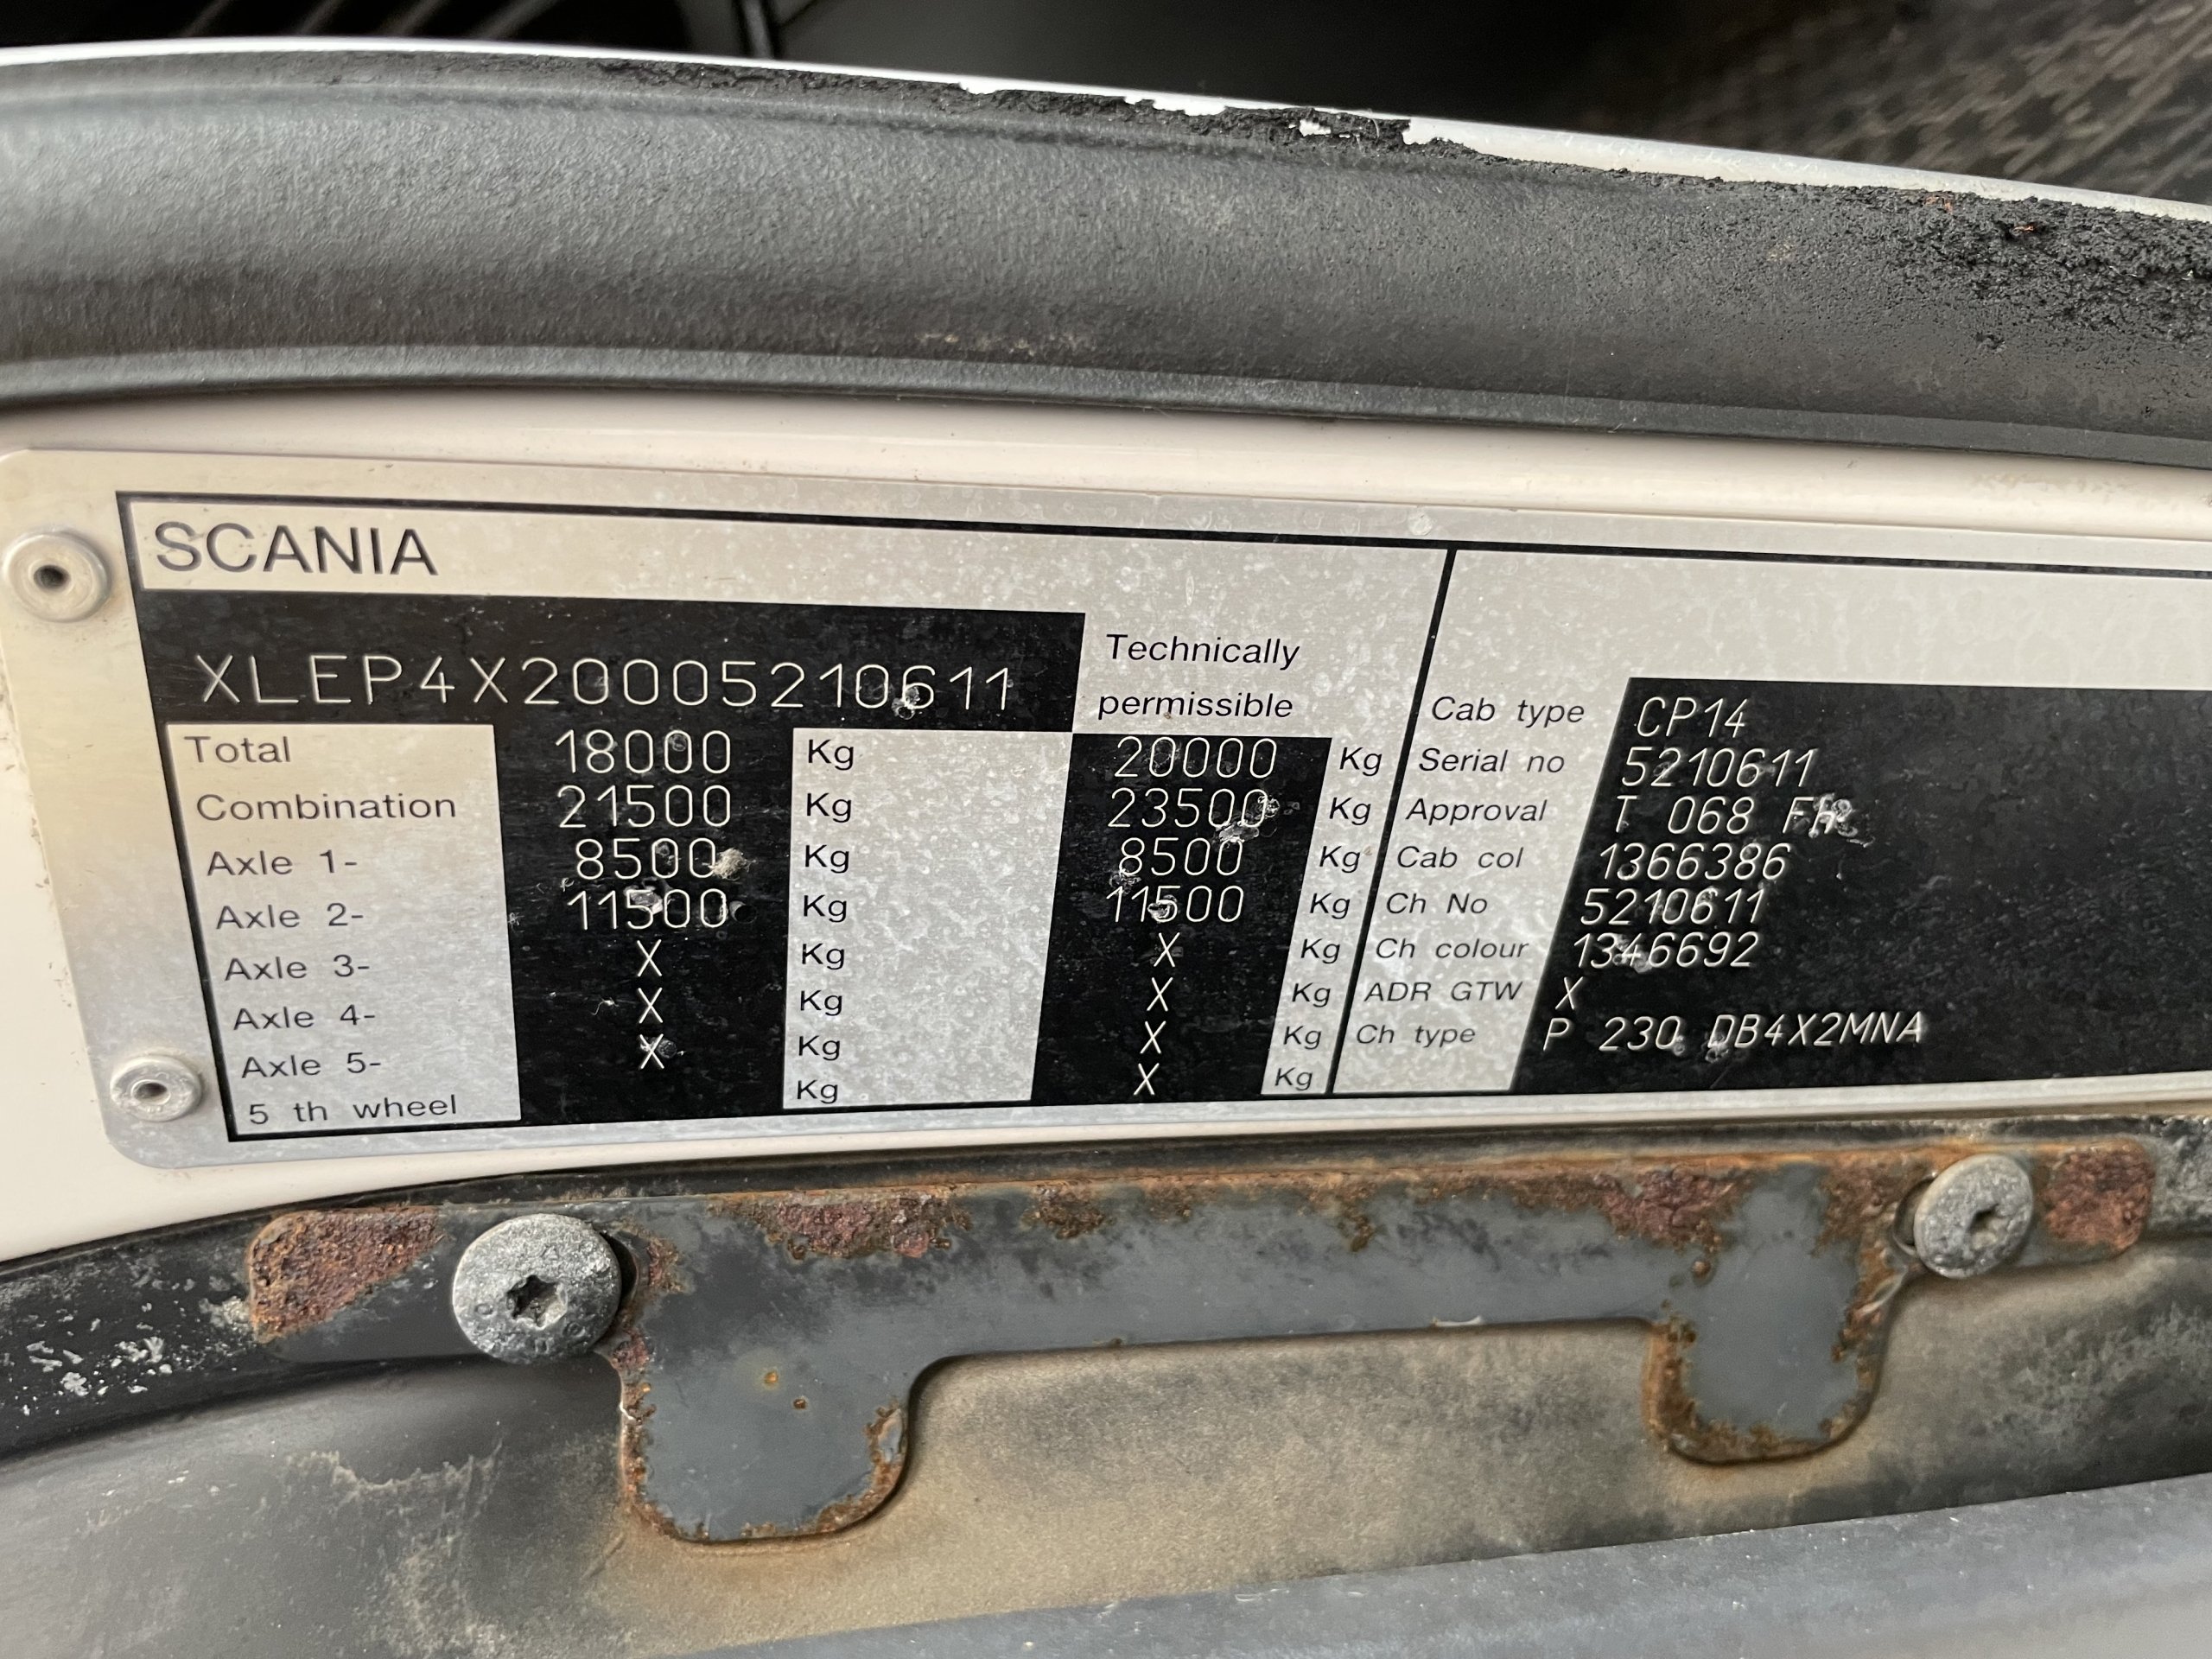 SCANIA
XLEP4X20005210611
Technically
permissible
Total 18000 Kg 20000 Kg
Combination 21500 Kg 23500 Kg
Axle 1- 8500 Kg 8500 Kg
Axle 2- 11500 Kg 11500 Kg
Axle 3- X Kg X Kg
Axle 4- X Kg X Kg
Axle 5- X Kg X Kg
5 th wheel Kg X Kg
Cab type CP14
Serial no 5210611
Approval T 068
Cab col 1366386
Ch No 5210611
Ch colour 1346692
ADR GTW X
Ch type P 230 DB4X2MNA